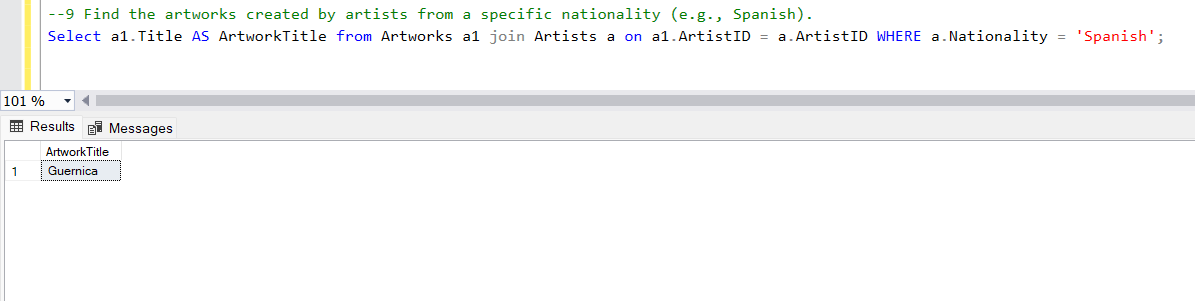 --9 Find the artworks created by artists from a specific nationality (e.g., Spanish).
Select a1.Title AS ArtworkTitle from Artworks a1 join Artists a on a1.ArtistID = a.ArtistID WHERE a.Nationality = 'Spanish';
101 %
Results Messages
ArtworkTitle
1 Guernica